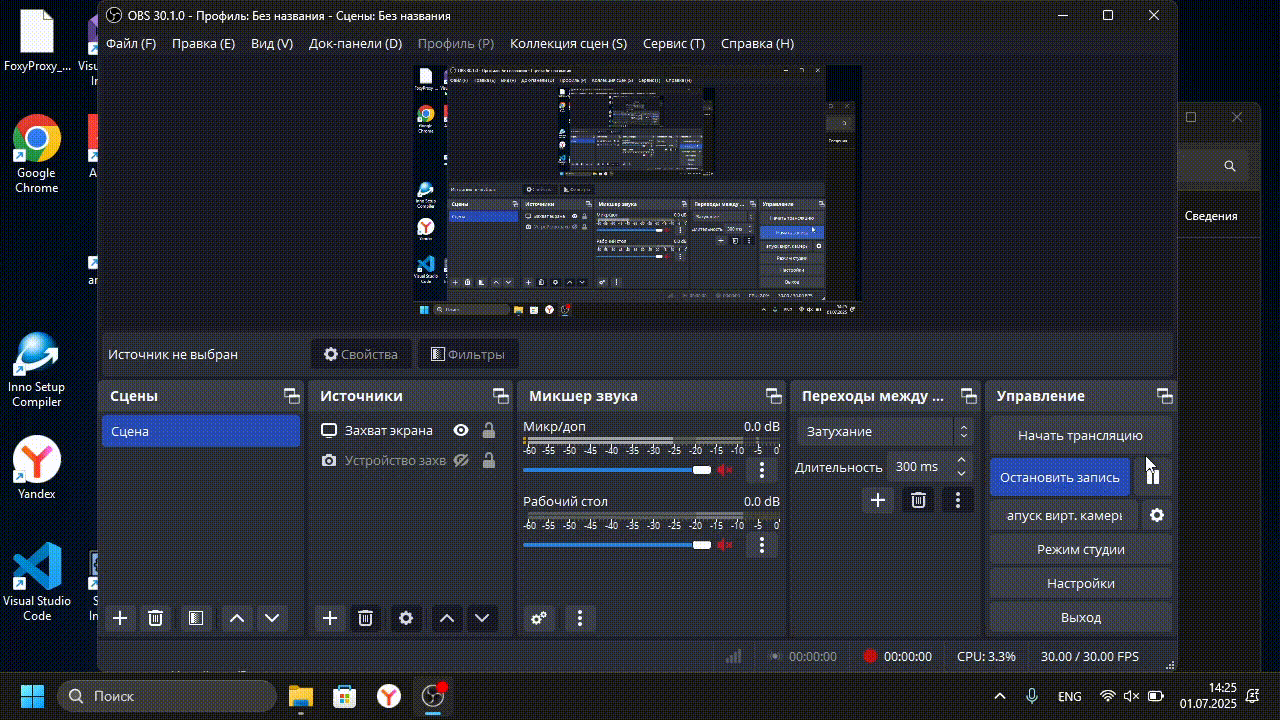 OBS 30.1.0 - Профиль: Без названия - Сцены: Без названия
Файл (F) Правка (E) Вид (V) Док-панели (D) Профиль (P) Коллекция сцен (S) Сервис (T) Справка (H)
FoxyProxy_...
Google Chrome
Inno Setup Compiler
Yandex
Visual Studio Code
Сведения
Источник не выбран Свойства Фильтры
Сцены
Сцена
Источники
Захват экрана
Устройство захв
Микшер звука
Микр/доп 0.0 dB
-60 -55 -50 -45 -40 -35 -30 -25 -20 -15 -10 -5 0
Рабочий стол 0.0 dB
-60 -55 -50 -45 -40 -35 -30 -25 -20 -15 -10 -5 0
Переходы между ...
Затухание
Длительность 300 ms
Управление
Начать трансляцию
Остановить запись
апуск вирт. камеры
Режим студии
Настройки
Выход
00:00:00 00:00:00 CPU: 3.3% 30.00 / 30.00 FPS
Поиск
ENG
14:25
01.07.2025